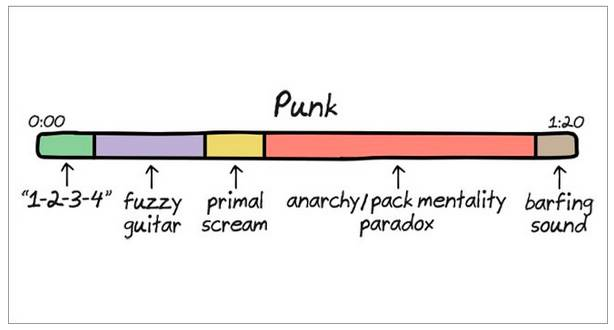 Punk
0:00 1:20
"1-2-3-4" fuzzy primal anarchy/pack mentality barfing
guitar scream paradox sound